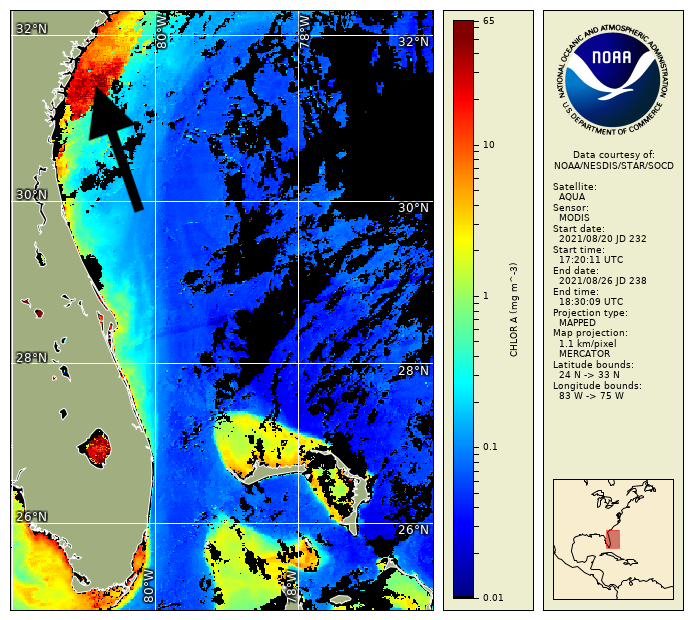 32°N
80°W
78°W
32°N
30°N
30°N
28°N
28°N
26°N
26°N
80°W
78°W
65
10
1
0.1
0.01
CHLOR A (mg m^-3)
NATIONAL OCEANIC AND ATMOSPHERIC ADMINISTRATION
NOAA
U.S. DEPARTMENT OF COMMERCE
Data courtesy of:
NOAA/NESDIS/STAR/SOCD
Satellite:
AQUA
Sensor:
MODIS
Start date:
2021/08/20 JD 232
Start time:
17:20:11 UTC
End date:
2021/08/26 JD 238
End time:
18:30:09 UTC
Projection type:
MAPPED
Map projection:
1.1 km/pixel
MERCATOR
Latitude bounds:
24 N -> 33 N
Longitude bounds:
83 W -> 75 W